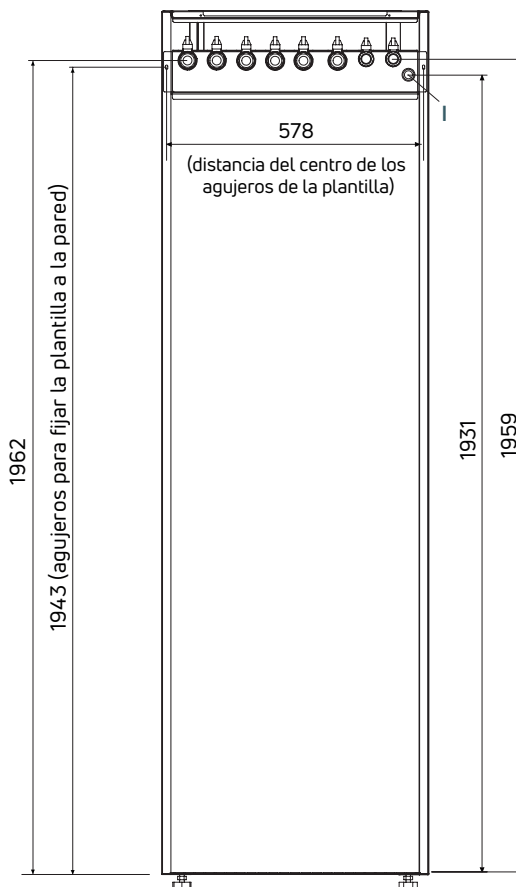 I
578
(distancia del centro de los
agujeros de la plantilla)
1962
1943 (agujeros para fijar la plantilla a la pared)
1931
1959